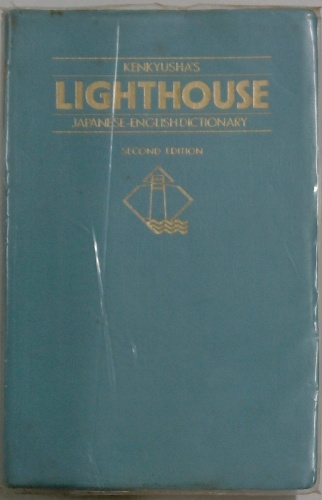 KENKYUSHA'S
LIGHTHOUSE
JAPANESE-ENGLISH DICTIONARY
SECOND EDITION